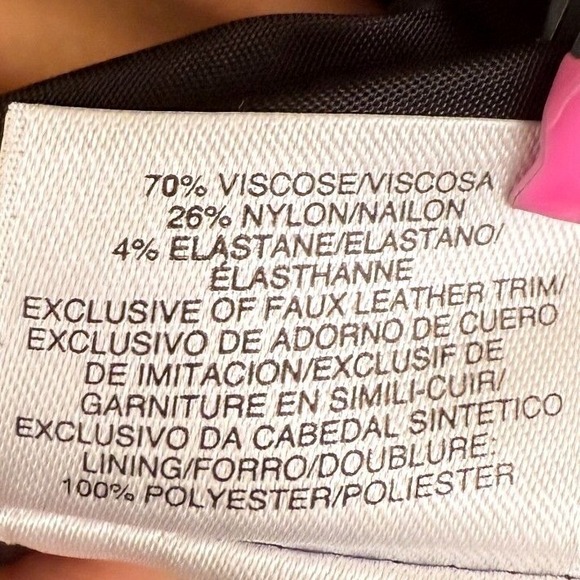 70% VISCOSE/VISCOSA
26% NYLON/NAILON
4% ELASTANE/ELASTANO/
ÉLASTHANNE
EXCLUSIVE OF FAUX LEATHER TRIM/
EXCLUSIVO DE ADORNO DE CUERO
DE IMITACION/EXCLUSIF DE
GARNITURE EN SIMILI-CUIR/
EXCLUSIVO DA CABEDAL SINTETICO
LINING/FORRO/DOUBLURE:
100% POLYESTER/POLIESTER